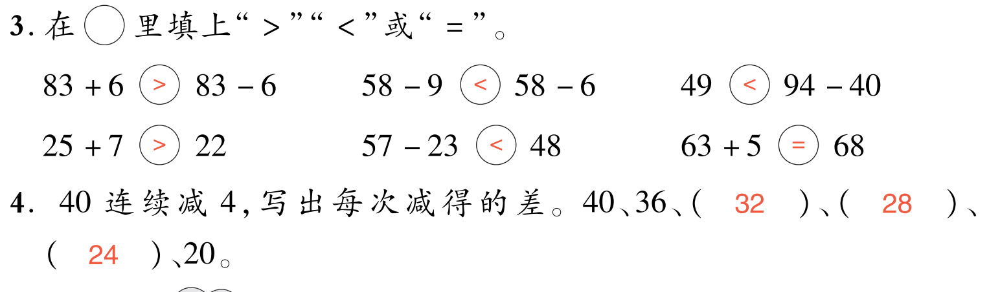 3. 在○里填上“>”“<”或“=”。
83 + 6 > 83 - 6 58 - 9 < 58 - 6 49 < 94 - 40
25 + 7 > 22 57 - 23 < 48 63 + 5 = 68
4. 40 连续减 4,写出每次减得的差。40、36、( 32 )、( 28 )、
( 24 )、20。